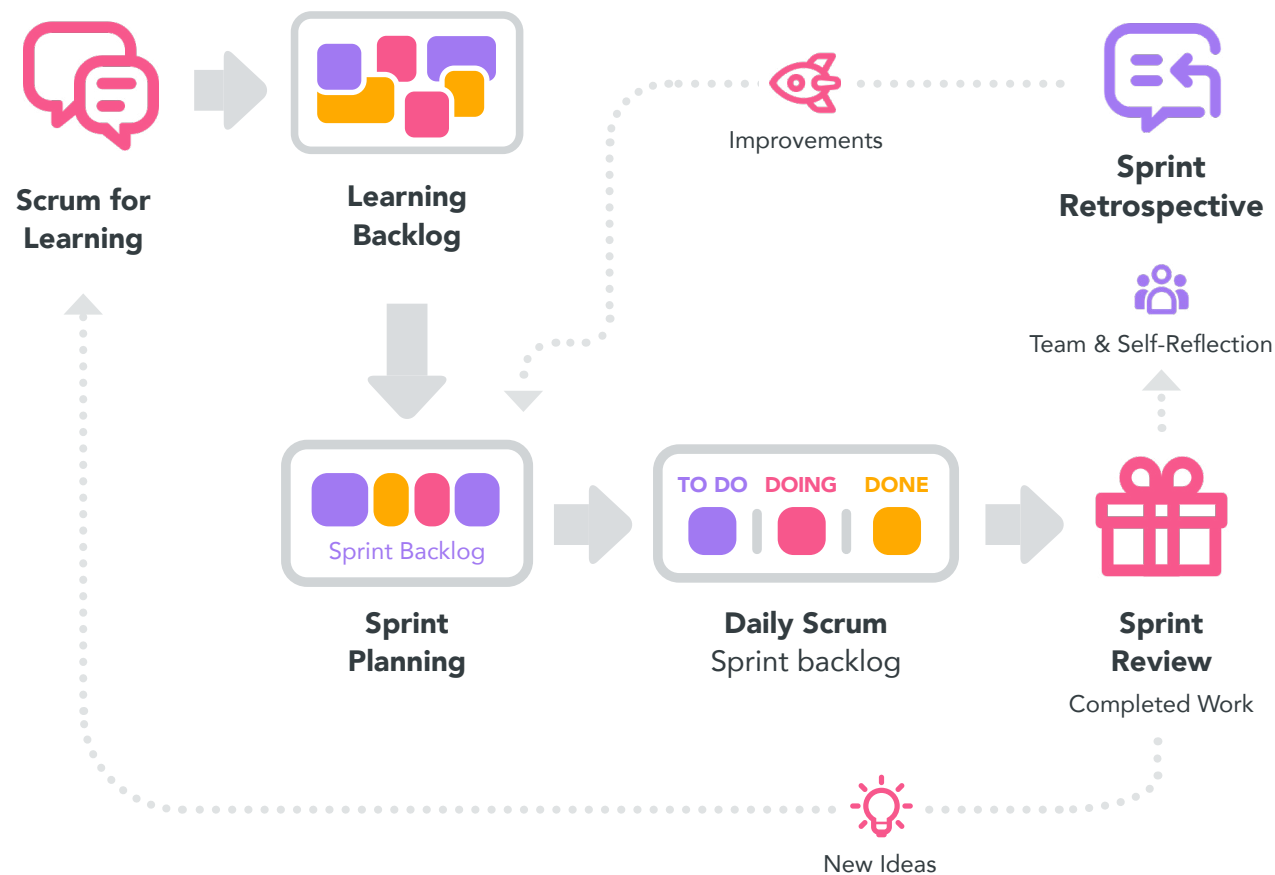 Scrum for
Learning
Learning
Backlog
Improvements
Sprint
Retrospective
Team & Self-Reflection
Sprint Backlog
Sprint
Planning
TO DO DOING DONE
Daily Scrum
Sprint backlog
Sprint
Review
Completed Work
New Ideas